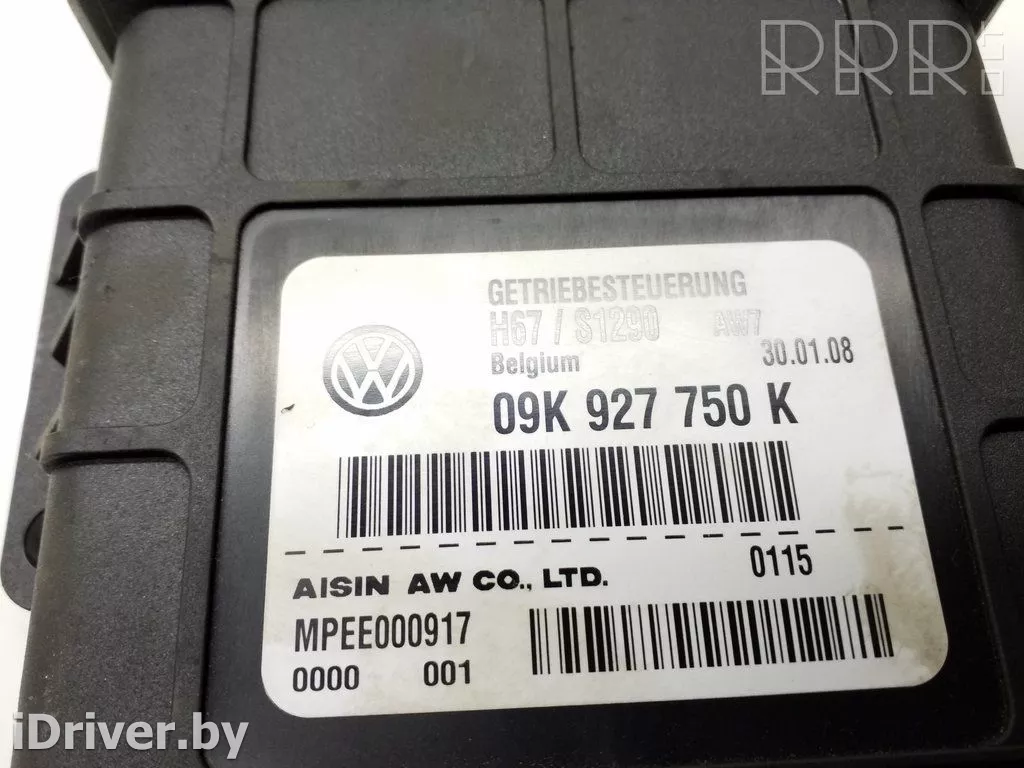 RRR
GETRIEBESTEUERUNG
H67 / S1290 AW7
Belgium 30.01.08
09K 927 750 K
0115
AISIN AW CO., LTD.
MPEE000917
0000 001
iDriver.by